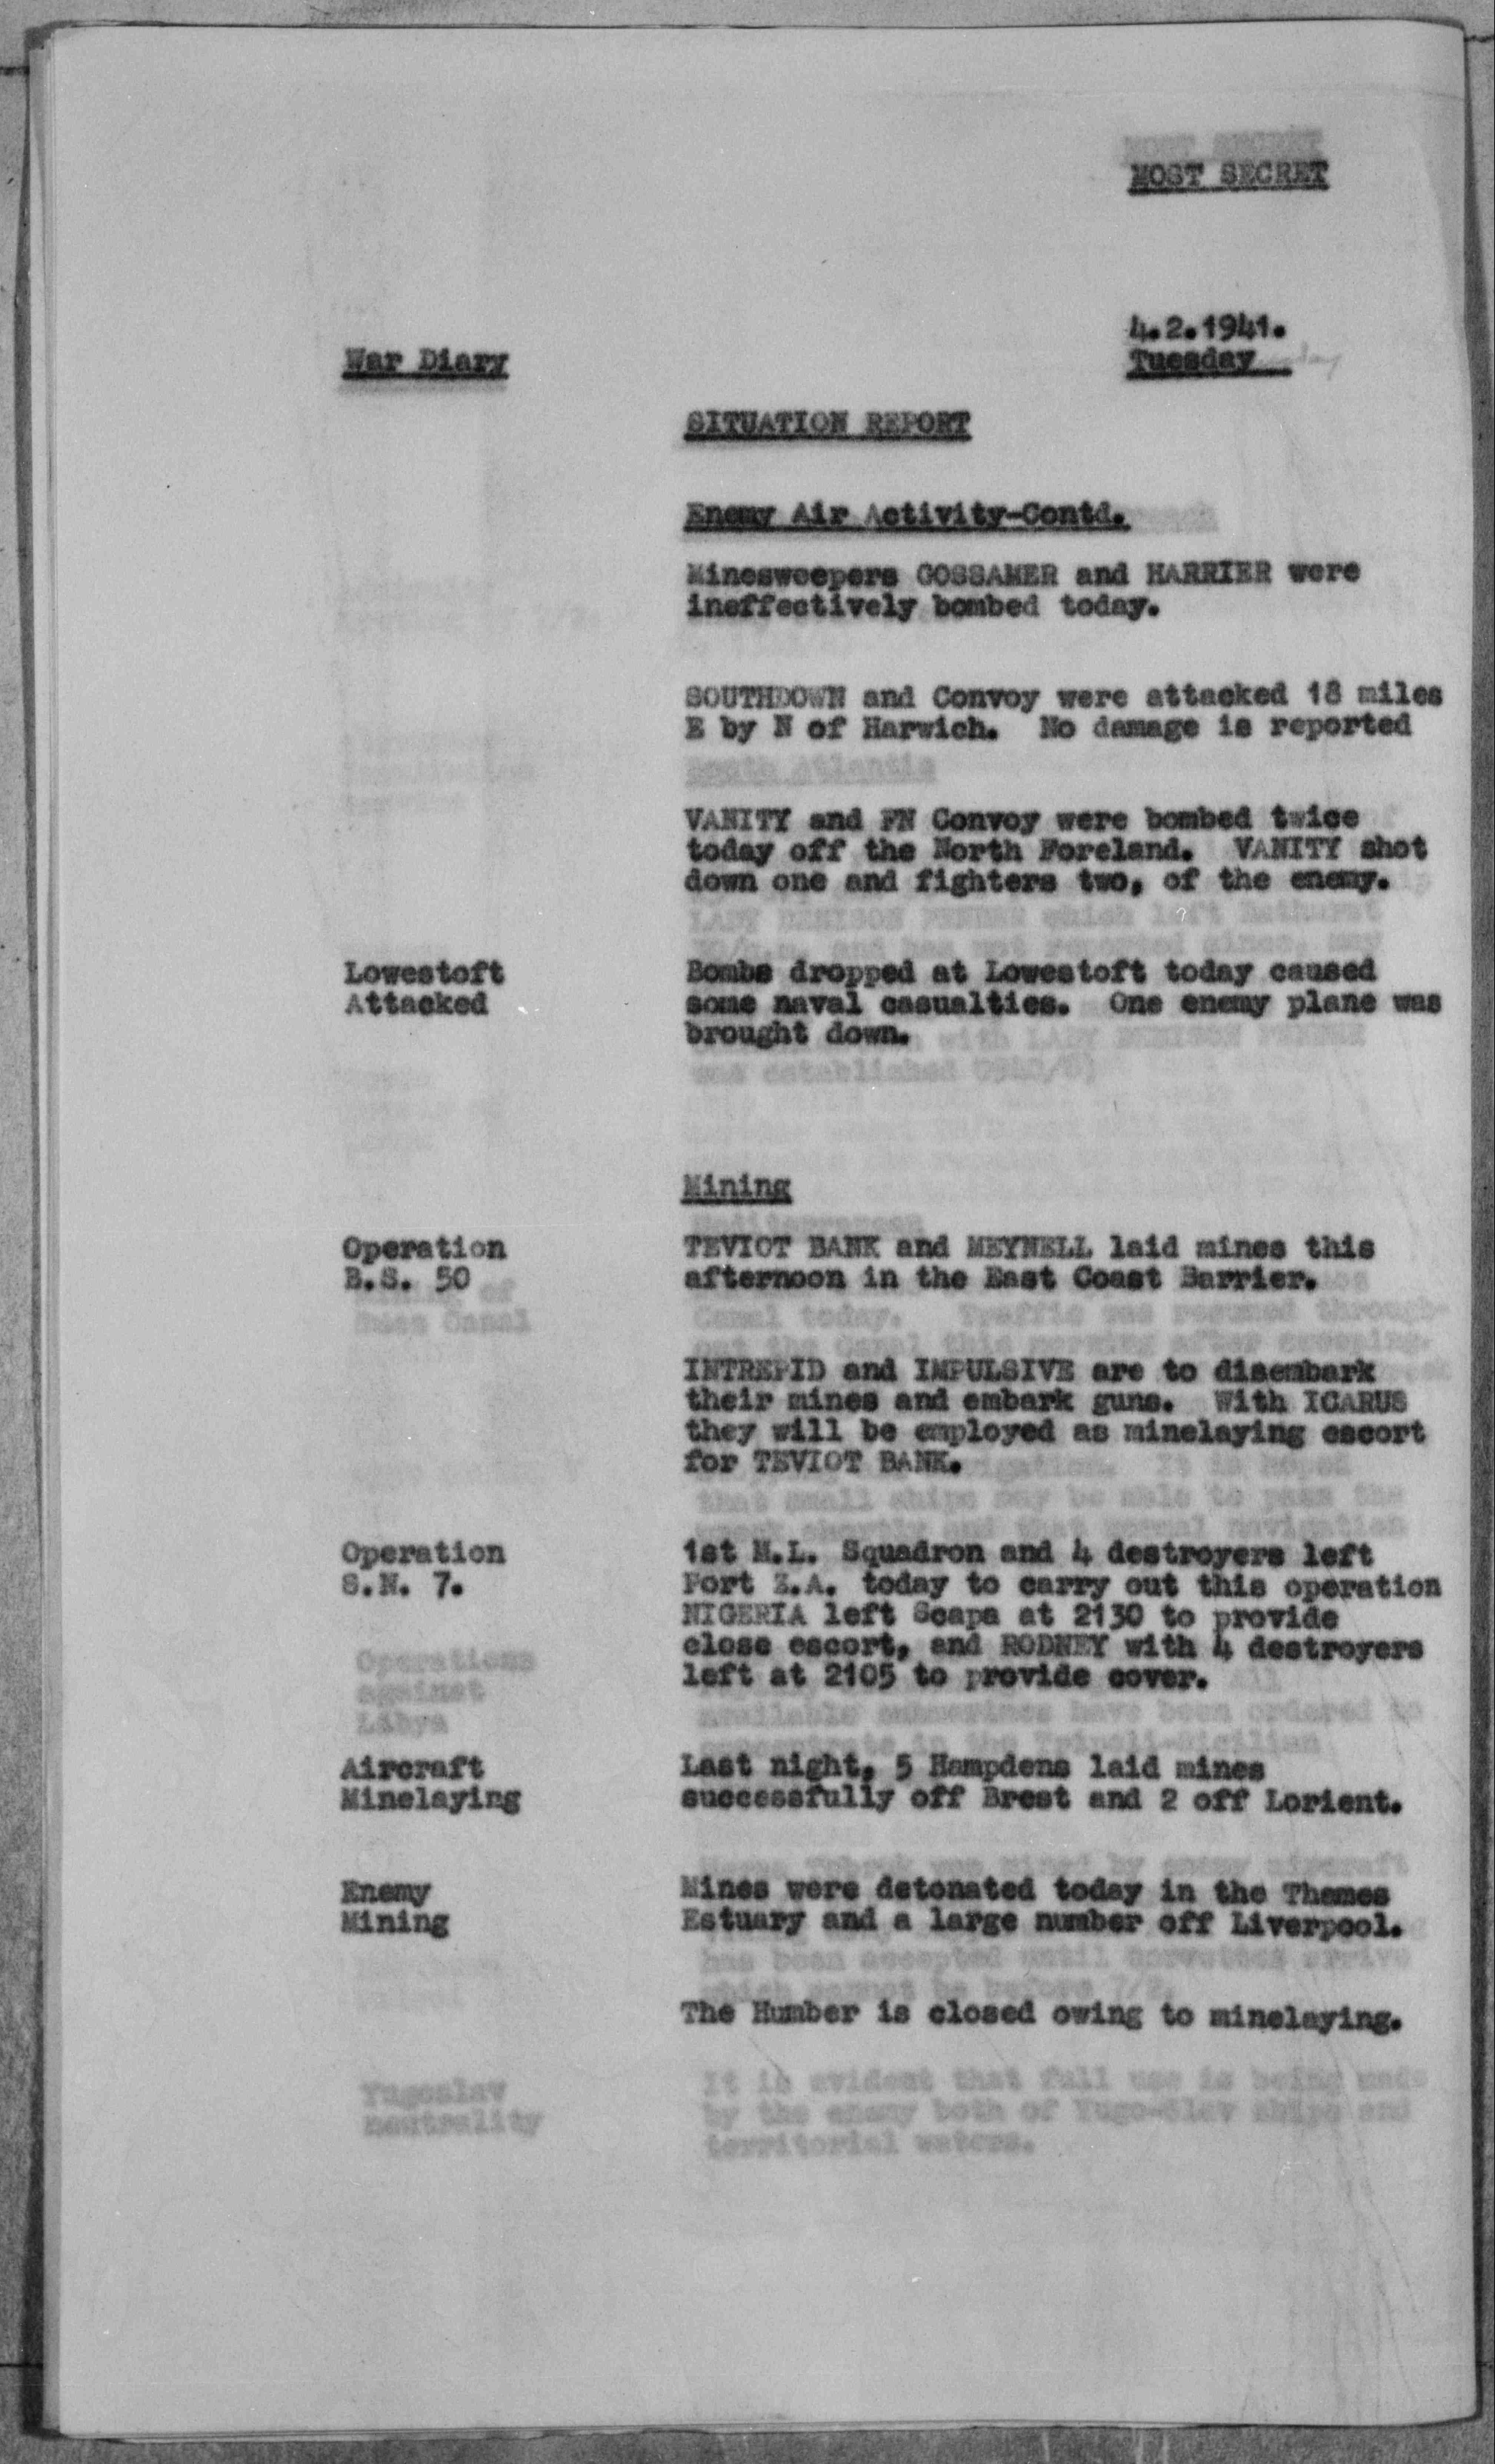 MOST SECRET
4.2.1941.
War Diary
Tuesday
SITUATION REPORT
Enemy Air Activity-Contd.
Minesweepers GOSSAMER and HARRIER were
ineffectively bombed today.
SOUTHDOWN and Convoy were attacked 18 miles
E by N of Harwich. No damage is reported
VANITY and FN Convoy were bombed twice
today off the North Foreland. VANITY shot
down one and fighters two, of the enemy.
Lowestoft
Attacked
Bombs dropped at Lowestoft today caused
some naval casualties. One enemy plane was
brought down.
Mining
Operation
B.S. 50
TEVIOT BANK and MEYNELL laid mines this
afternoon in the East Coast Barrier.
INTREPID and IMPULSIVE are to disembark
their mines and embark guns. With ICARUS
they will be employed as minelaying escort
for TEVIOT BANK.
Operation
S.N. 7.
1st M.L. Squadron and 4 destroyers left
Port Z.A. today to carry out this operation
NIGERIA left Scapa at 2130 to provide
close escort, and RODNEY with 4 destroyers
left at 2105 to provide cover.
Aircraft
Minelaying
Last night, 5 Hampdens laid mines
successfully off Brest and 2 off Lorient.
Enemy
Mining
Mines were detonated today in the Thames
Estuary and a large number off Liverpool.
The Humber is closed owing to minelaying.